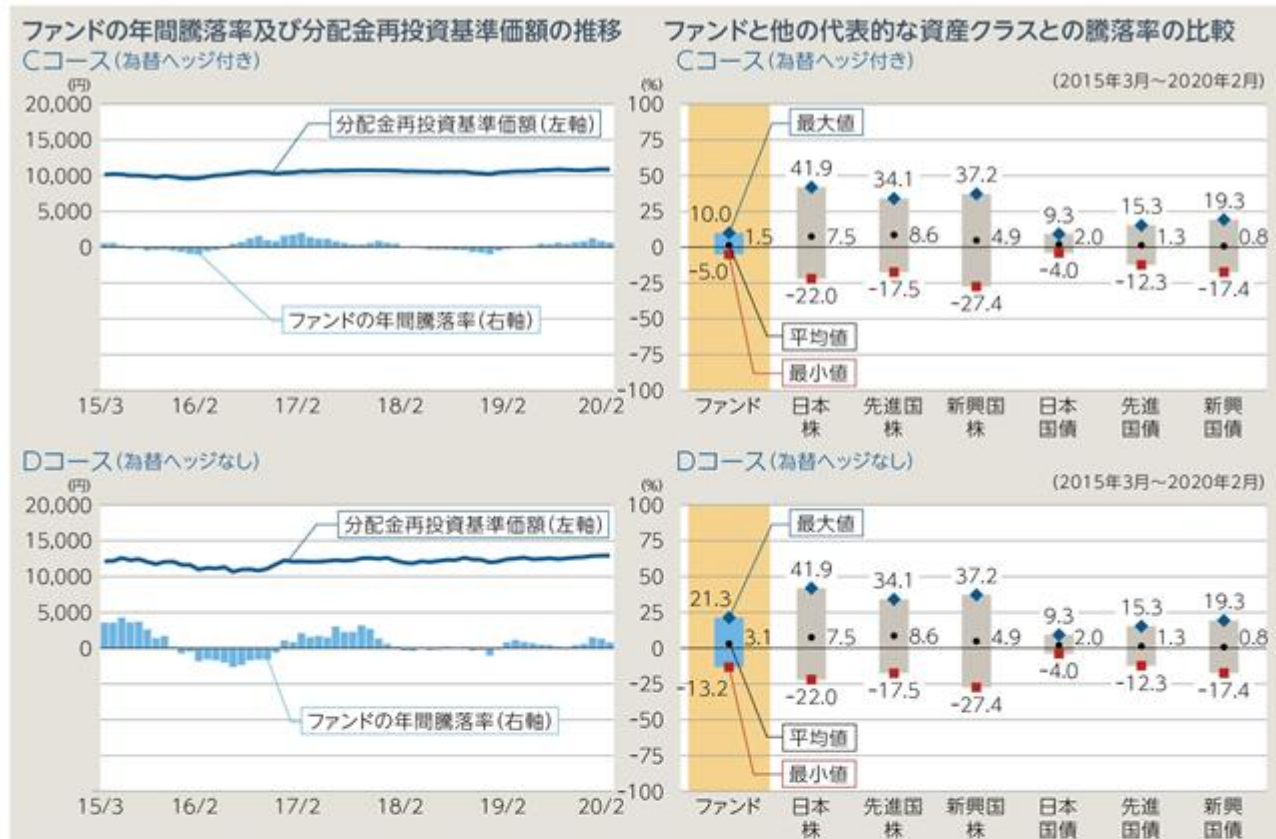 ファンドの年間騰落率及び分配金再投資基準価額の推移
Cコース(為替ヘッジ付き)
(円)
20,000
15,000
10,000
5,000
0
分配金再投資基準価額(左軸)
ファンドの年間騰落率(右軸)
15/3 16/2 17/2 18/2 19/2 20/2
ファンドと他の代表的な資産クラスとの騰落率の比較
Cコース(為替ヘッジ付き)
(2015年3月~2020年2月)
(%)
100
75
50
25
0
-25
-50
-75
-100
最大値
41.9 34.1 37.2 9.3 15.3 19.3
10.0
1.5 7.5 8.6 4.9 2.0 1.3 0.8
-5.0 -22.0 -17.5 -27.4 -4.0 -12.3 -17.4
平均値
最小値
ファンド 日本株 先進国株 新興国株 日本国債 先進国債 新興国債
Dコース(為替ヘッジなし)
(円)
20,000
15,000
10,000
5,000
0
分配金再投資基準価額(左軸)
ファンドの年間騰落率(右軸)
15/3 16/2 17/2 18/2 19/2 20/2
Dコース(為替ヘッジなし)
(2015年3月~2020年2月)
(%)
100
75
50
25
0
-25
-50
-75
-100
最大値
41.9 34.1 37.2 9.3 15.3 19.3
21.3
3.1 7.5 8.6 4.9 2.0 1.3 0.8
-13.2 -22.0 -17.5 -27.4 -4.0 -12.3 -17.4
平均値
最小値
ファンド 日本株 先進国株 新興国株 日本国債 先進国債 新興国債